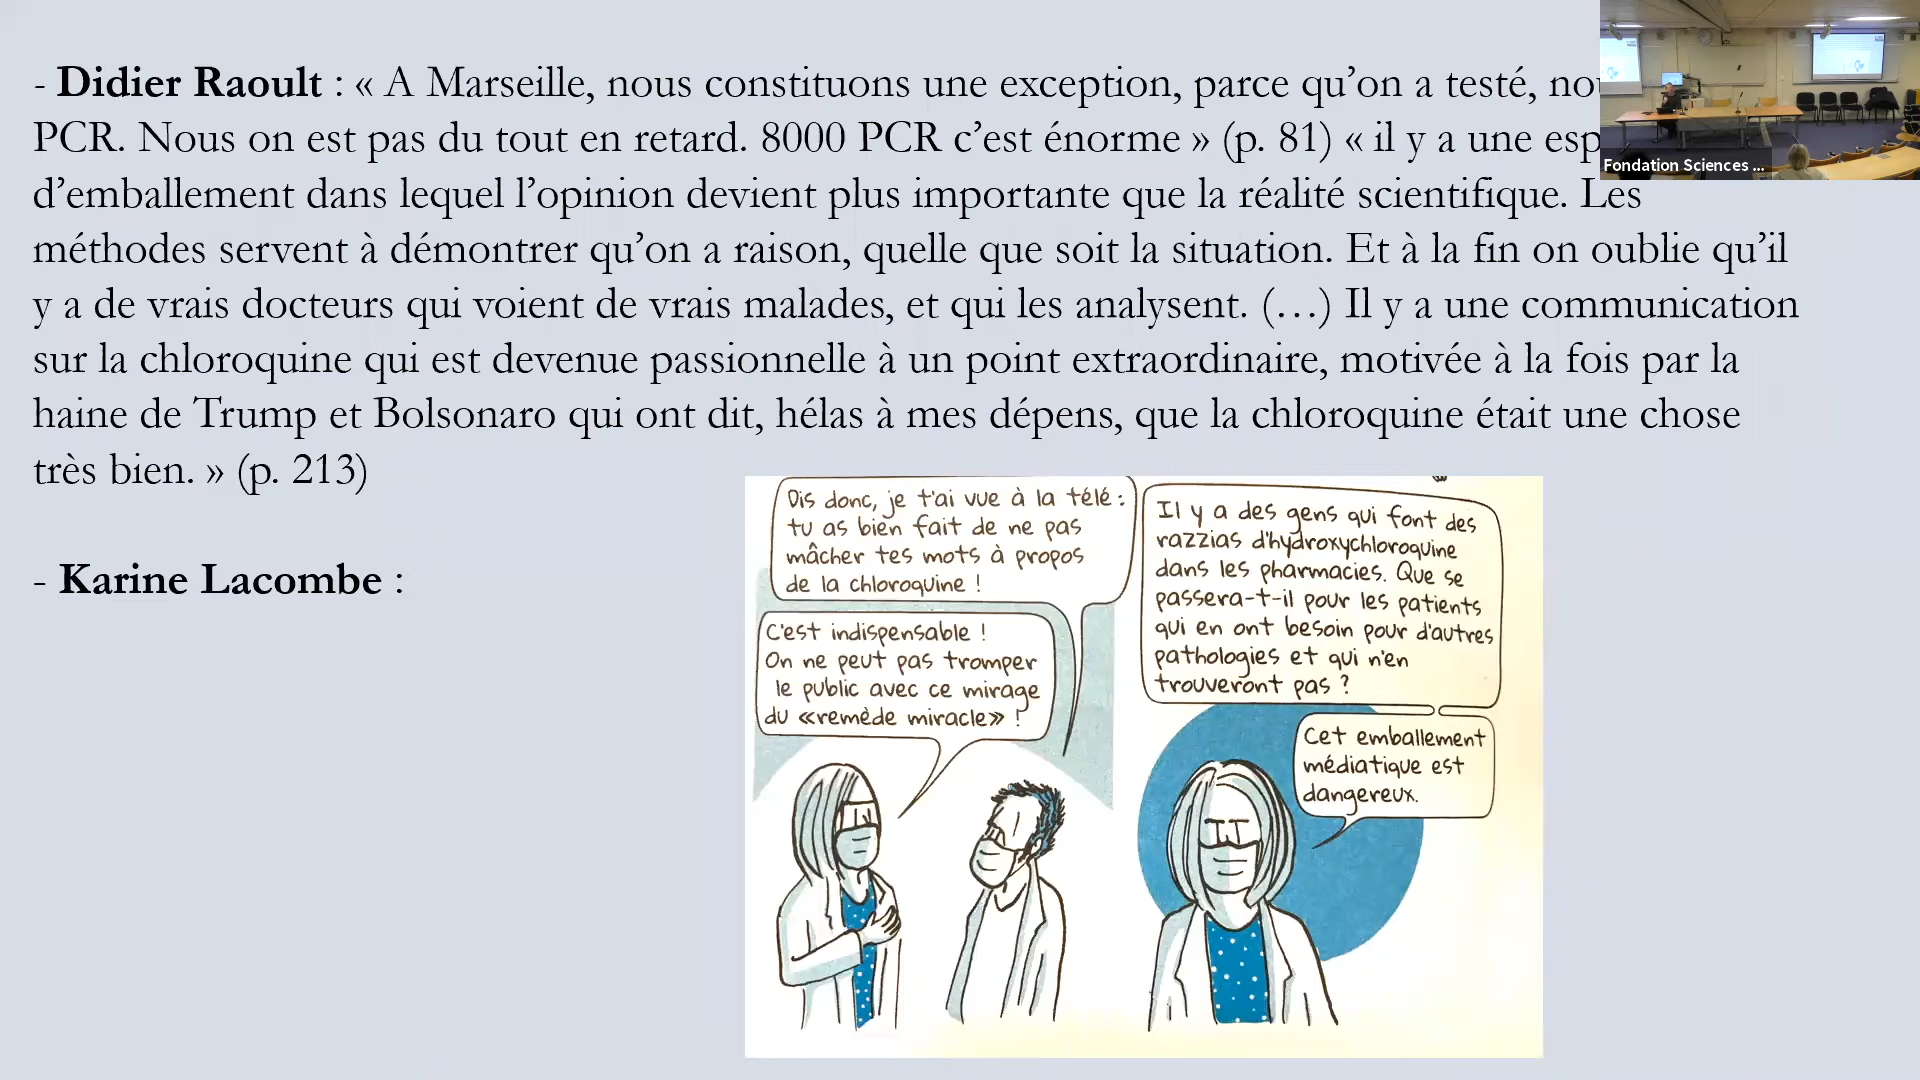 - Didier Raoult : « A Marseille, nous constituons une exception, parce qu’on a testé,
PCR. Nous on est pas du tout en retard. 8000 PCR c’est énorme » (p. 81) « il y a une
d’emballement dans lequel l’opinion devient plus importante que la réalité scientifique. Les
méthodes servent à démontrer qu’on a raison, quelle que soit la situation. Et à la fin on oublie qu’il
y a de vrais docteurs qui voient de vrais malades, et qui les analysent. (…) Il y a une communication
sur la chloroquine qui est devenue passionnelle à un point extraordinaire, motivée à la fois par la
haine de Trump et Bolsonaro qui ont dit, hélas à mes dépens, que la chloroquine était une chose
très bien. » (p. 213)
- Karine Lacombe :
Dis donc, je t'ai vue à la télé :
tu as bien fait de ne pas
mâcher tes mots à propos
de la chloroquine !
C'est indispensable !
On ne peut pas tromper
le public avec ce mirage
du «remède miracle» !
Il y a des gens qui font des
razzias d'hydroxychloroquine
dans les pharmacies. Que se
passera-t-il pour les patients
qui en ont besoin pour d'autres
pathologies et qui n'en
trouveront pas ?
Cet emballement
médiatique est
dangereux.
Fondation Sciences ...